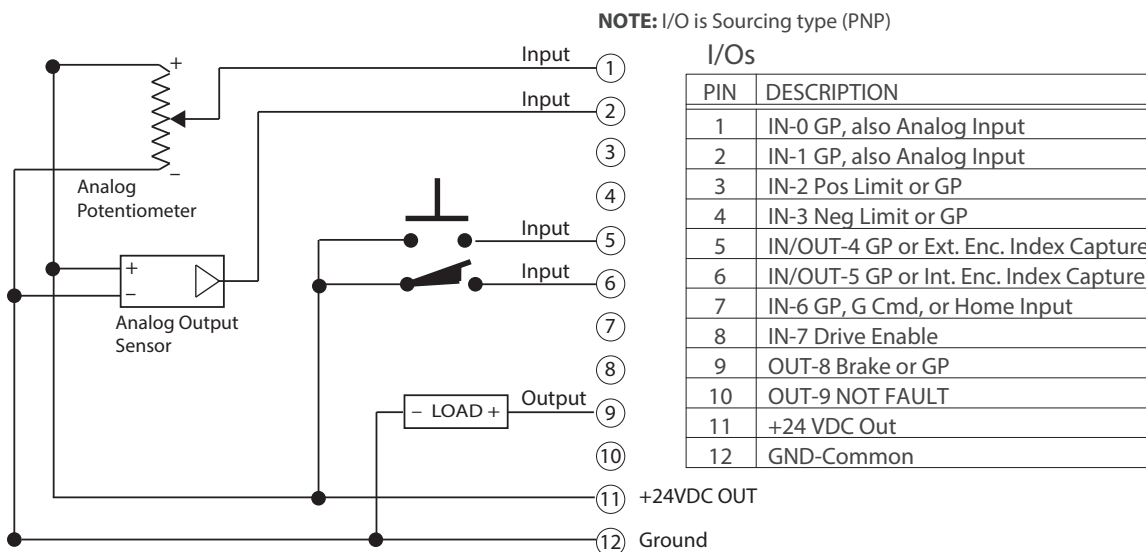 NOTE: I/O is Sourcing type (PNP)
+
Input
1
Input
2
3
−
Analog
Potentiometer
4
Input
5
+
−
Input
6
Analog Output
Sensor
7
8
− LOAD +
Output
9
10
11 +24VDC OUT
12 Ground
I/Os
PIN DESCRIPTION
1 IN-0 GP, also Analog Input
2 IN-1 GP, also Analog Input
3 IN-2 Pos Limit or GP
4 IN-3 Neg Limit or GP
5 IN/OUT-4 GP or Ext. Enc. Index Capture
6 IN/OUT-5 GP or Int. Enc. Index Capture
7 IN-6 GP, G Cmd, or Home Input
8 IN-7 Drive Enable
9 OUT-8 Brake or GP
10 OUT-9 NOT FAULT
11 +24 VDC Out
12 GND-Common